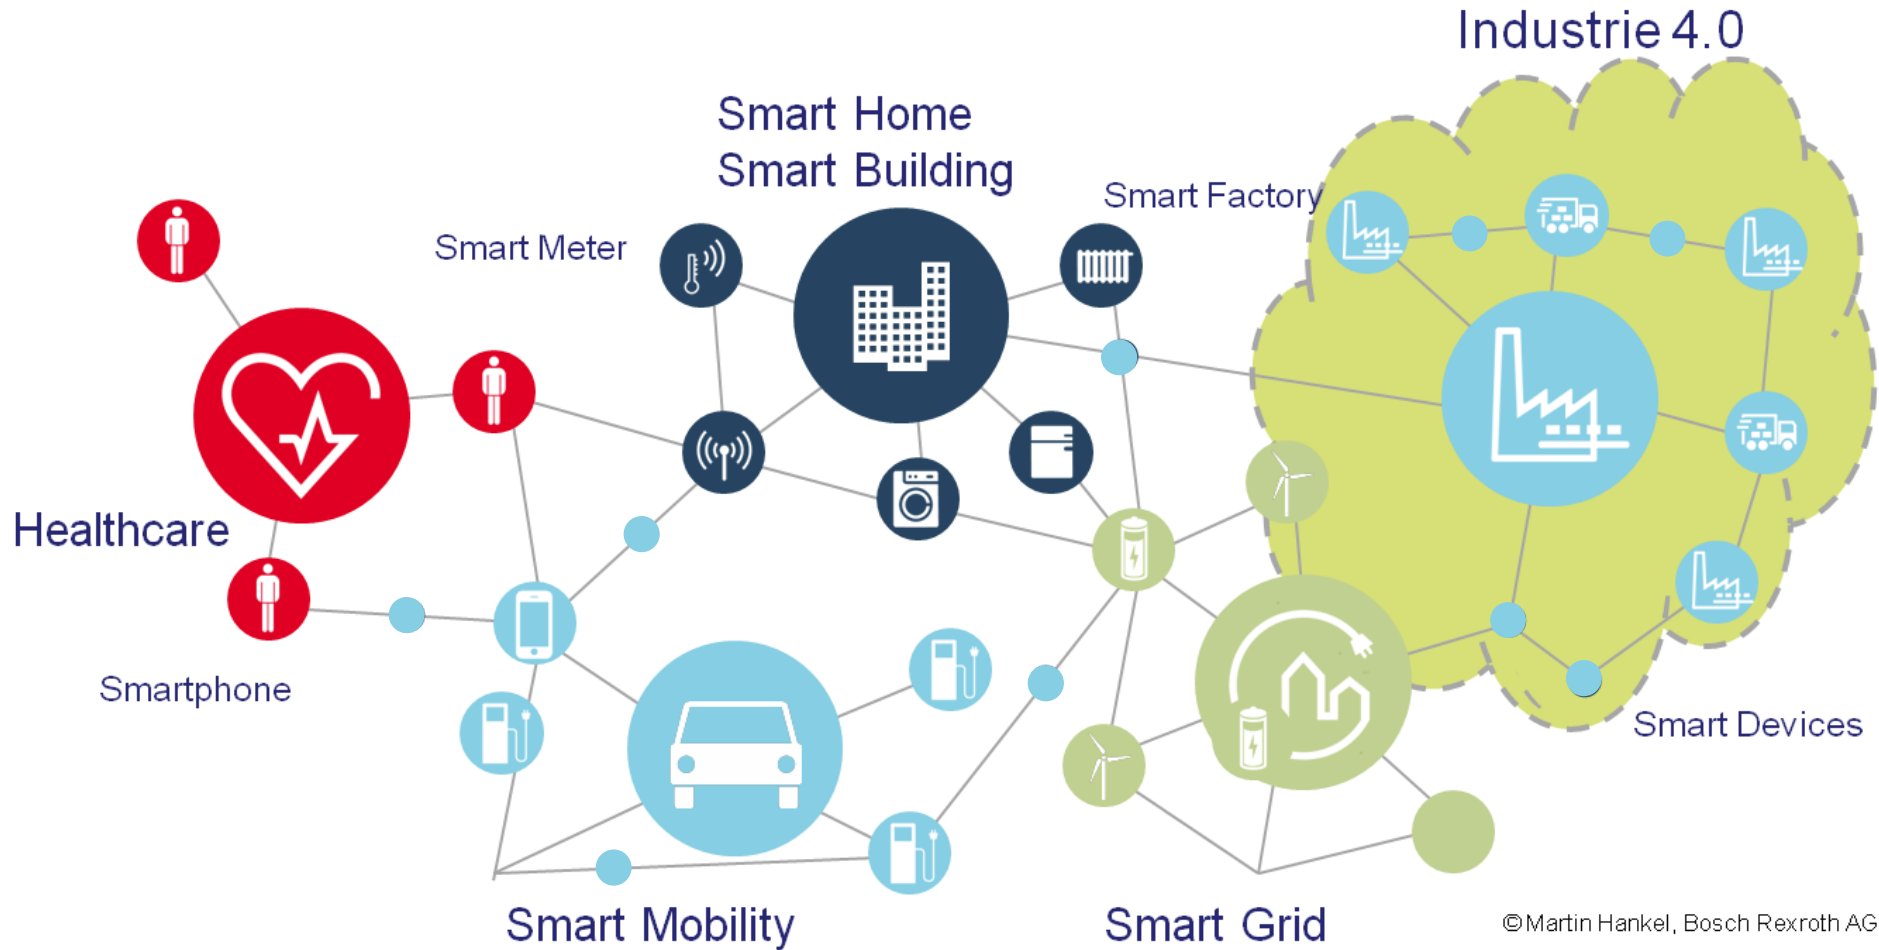 Industrie 4.0
Smart Home
Smart Building
Smart Factory
Smart Meter
Healthcare
Smartphone
Smart Devices
Smart Mobility
Smart Grid
©Martin Hankel, Bosch Rexroth AG